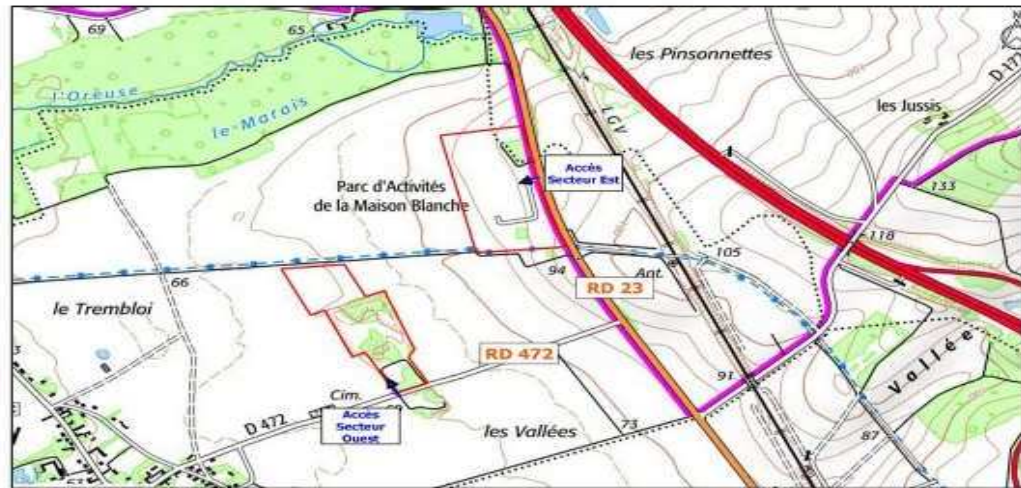 69
65
les Pinsonnettes
D 17
l'Oreuse
le-Marais
LGV
les Jussis
Accès
Secteur Est
Parc d'Activités
de la Maison Blanche
133
118
94
Ant.
105
66
RD 23
le Trembloi
RD 472
Vallée
91
Cim.
D 472
Accès
Secteur
Ouest
les Vallées
73
87
63